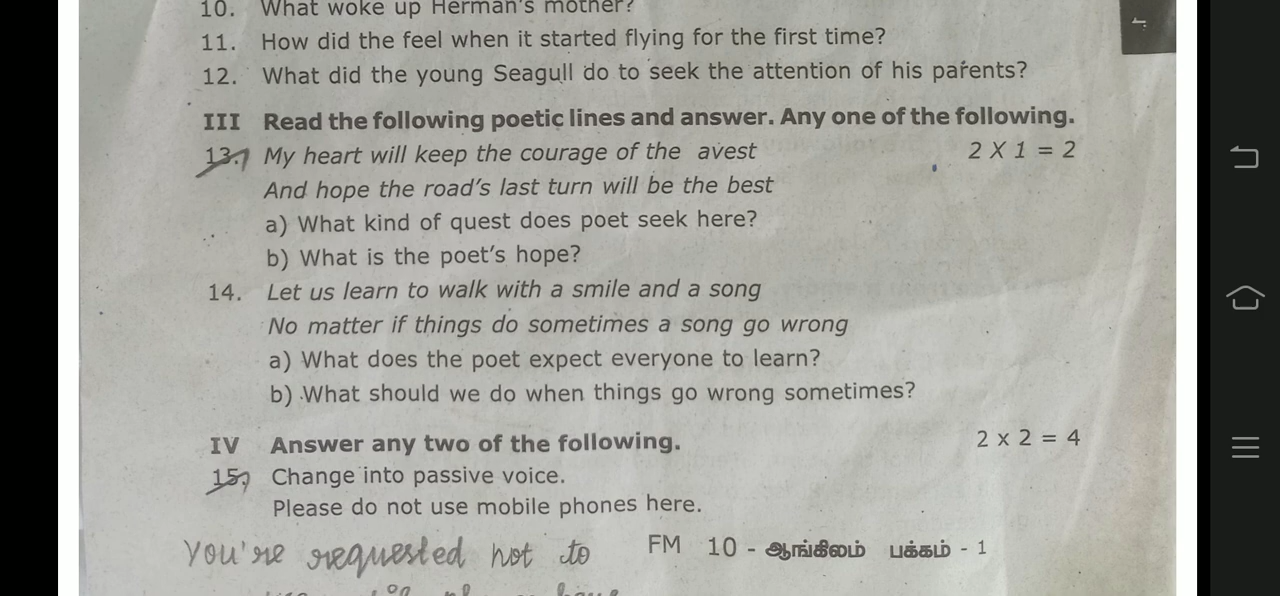 10. What woke up Herman's mother?
11. How did the feel when it started flying for the first time?
12. What did the young Seagull do to seek the attention of his parents?
III Read the following poetic lines and answer. Any one of the following.
13. My heart will keep the courage of the avest 2 X 1 = 2
And hope the road's last turn will be the best
a) What kind of quest does poet seek here?
b) What is the poet's hope?
14. Let us learn to walk with a smile and a song
No matter if things do sometimes a song go wrong
a) What does the poet expect everyone to learn?
b) What should we do when things go wrong sometimes?
IV Answer any two of the following. 2 x 2 = 4
15. Change into passive voice.
Please do not use mobile phones here.
You're requested not to
FM 10 - ஆங்கிலம் பக்கம் - 1